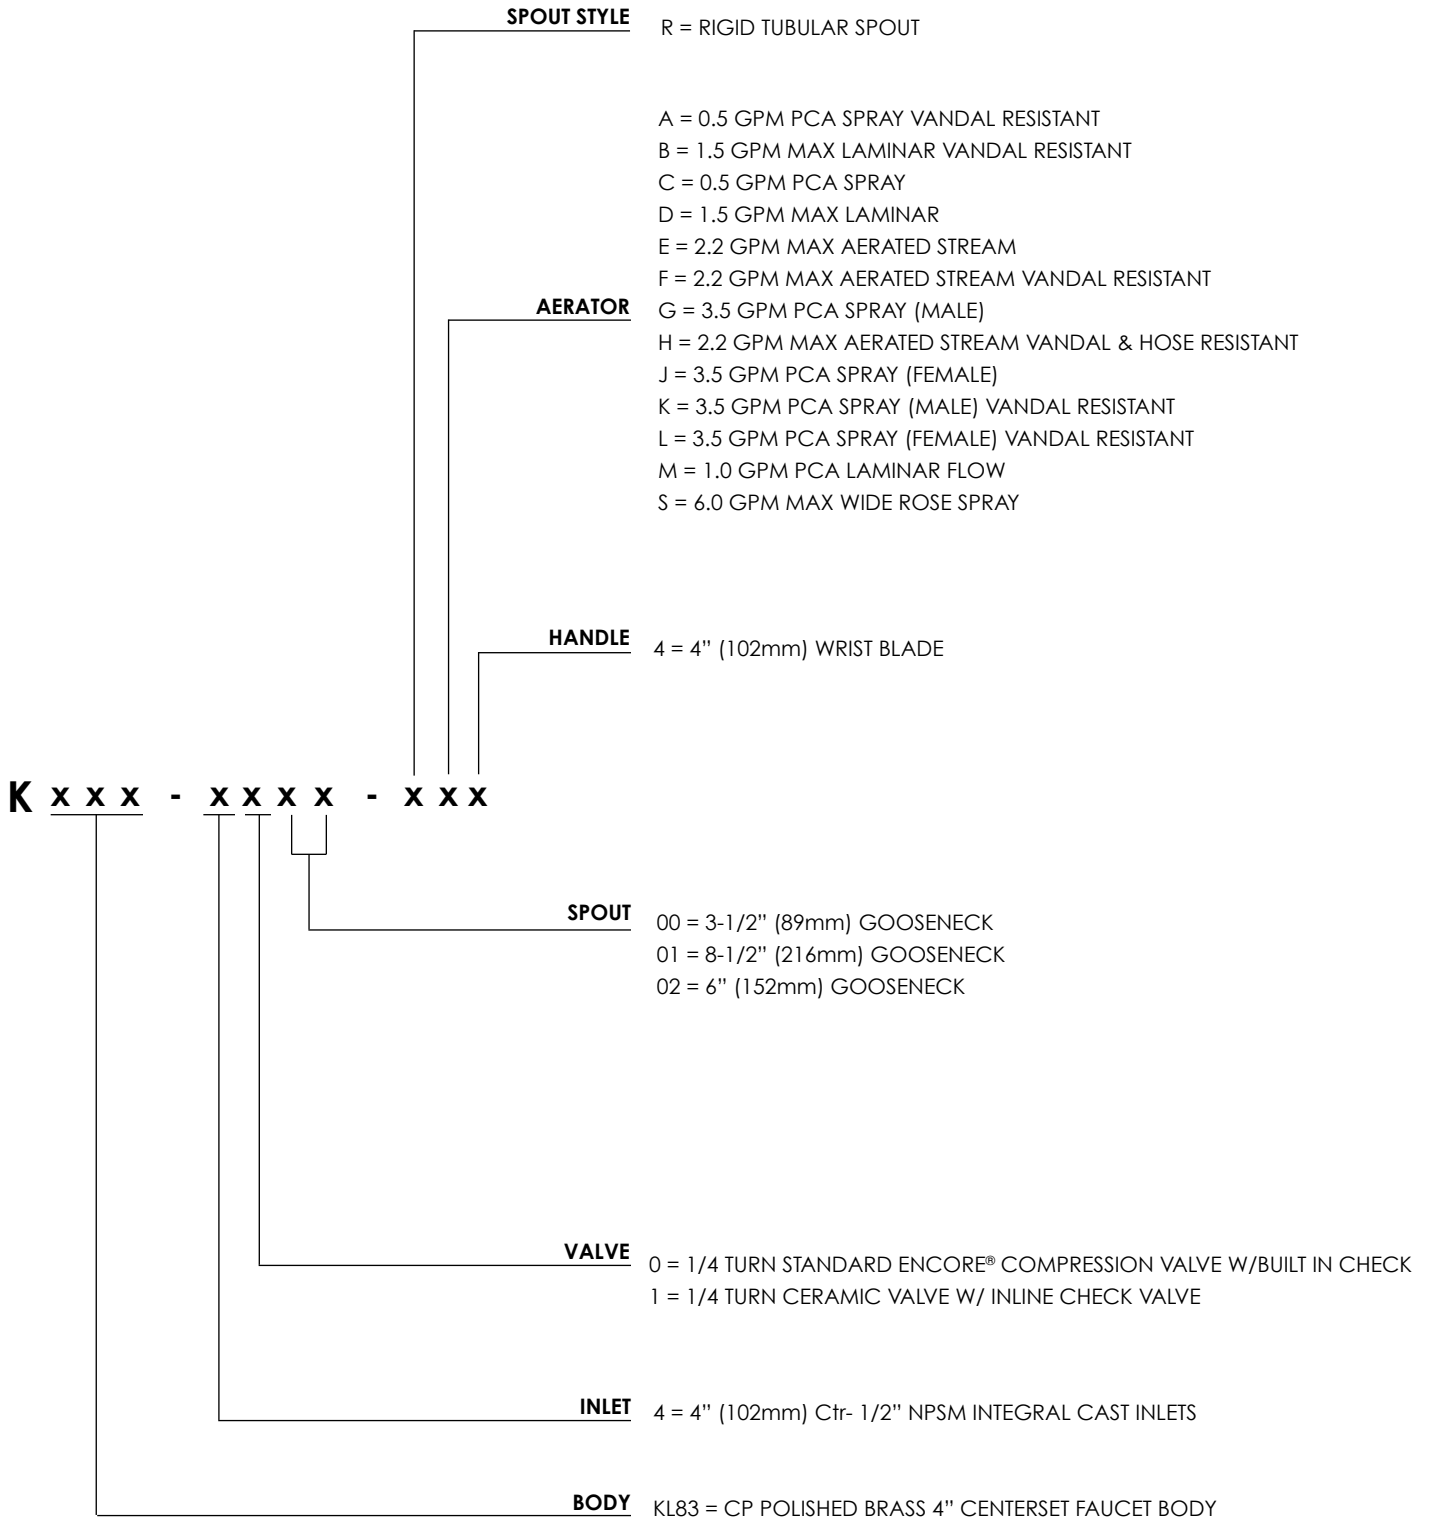 SPOUT STYLE R = RIGID TUBULAR SPOUT
A = 0.5 GPM PCA SPRAY VANDAL RESISTANT
B = 1.5 GPM MAX LAMINAR VANDAL RESISTANT
C = 0.5 GPM PCA SPRAY
D = 1.5 GPM MAX LAMINAR
E = 2.2 GPM MAX AERATED STREAM
F = 2.2 GPM MAX AERATED STREAM VANDAL RESISTANT
AERATOR G = 3.5 GPM PCA SPRAY (MALE)
H = 2.2 GPM MAX AERATED STREAM VANDAL & HOSE RESISTANT
J = 3.5 GPM PCA SPRAY (FEMALE)
K = 3.5 GPM PCA SPRAY (MALE) VANDAL RESISTANT
L = 3.5 GPM PCA SPRAY (FEMALE) VANDAL RESISTANT
M = 1.0 GPM PCA LAMINAR FLOW
S = 6.0 GPM MAX WIDE ROSE SPRAY
HANDLE 4 = 4” (102mm) WRIST BLADE
K x x x - x x x x - x x x
SPOUT 00 = 3-1/2” (89mm) GOOSENECK
01 = 8-1/2” (216mm) GOOSENECK
02 = 6” (152mm) GOOSENECK
VALVE 0 = 1/4 TURN STANDARD ENCORE® COMPRESSION VALVE W/BUILT IN CHECK
1 = 1/4 TURN CERAMIC VALVE W/ INLINE CHECK VALVE
INLET 4 = 4” (102mm) Ctr- 1/2” NPSM INTEGRAL CAST INLETS
BODY KL83 = CP POLISHED BRASS 4” CENTERSET FAUCET BODY